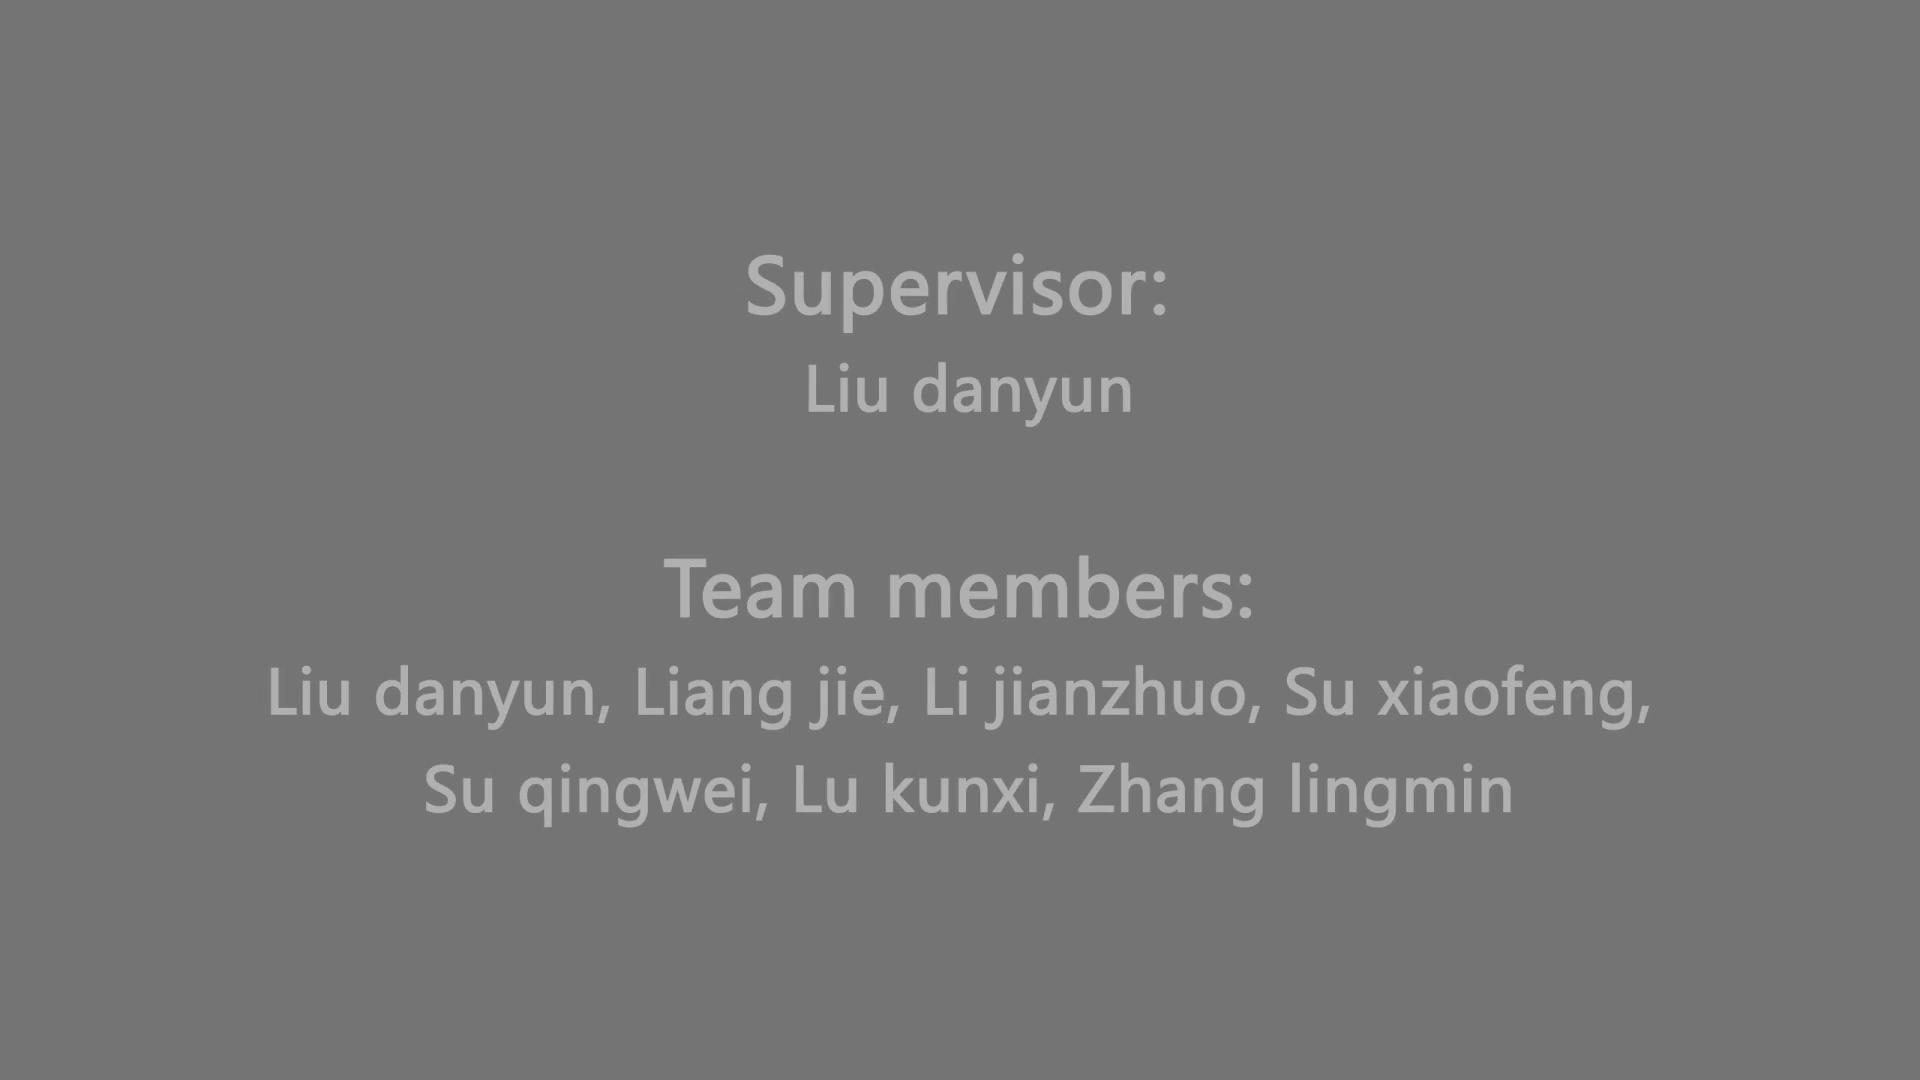 Supervisor:
Liu danyun
Team members:
Liu danyun, Liang jie, Li jianzhuo, Su xiaofeng,
Su qingwei, Lu kunxi, Zhang lingmin